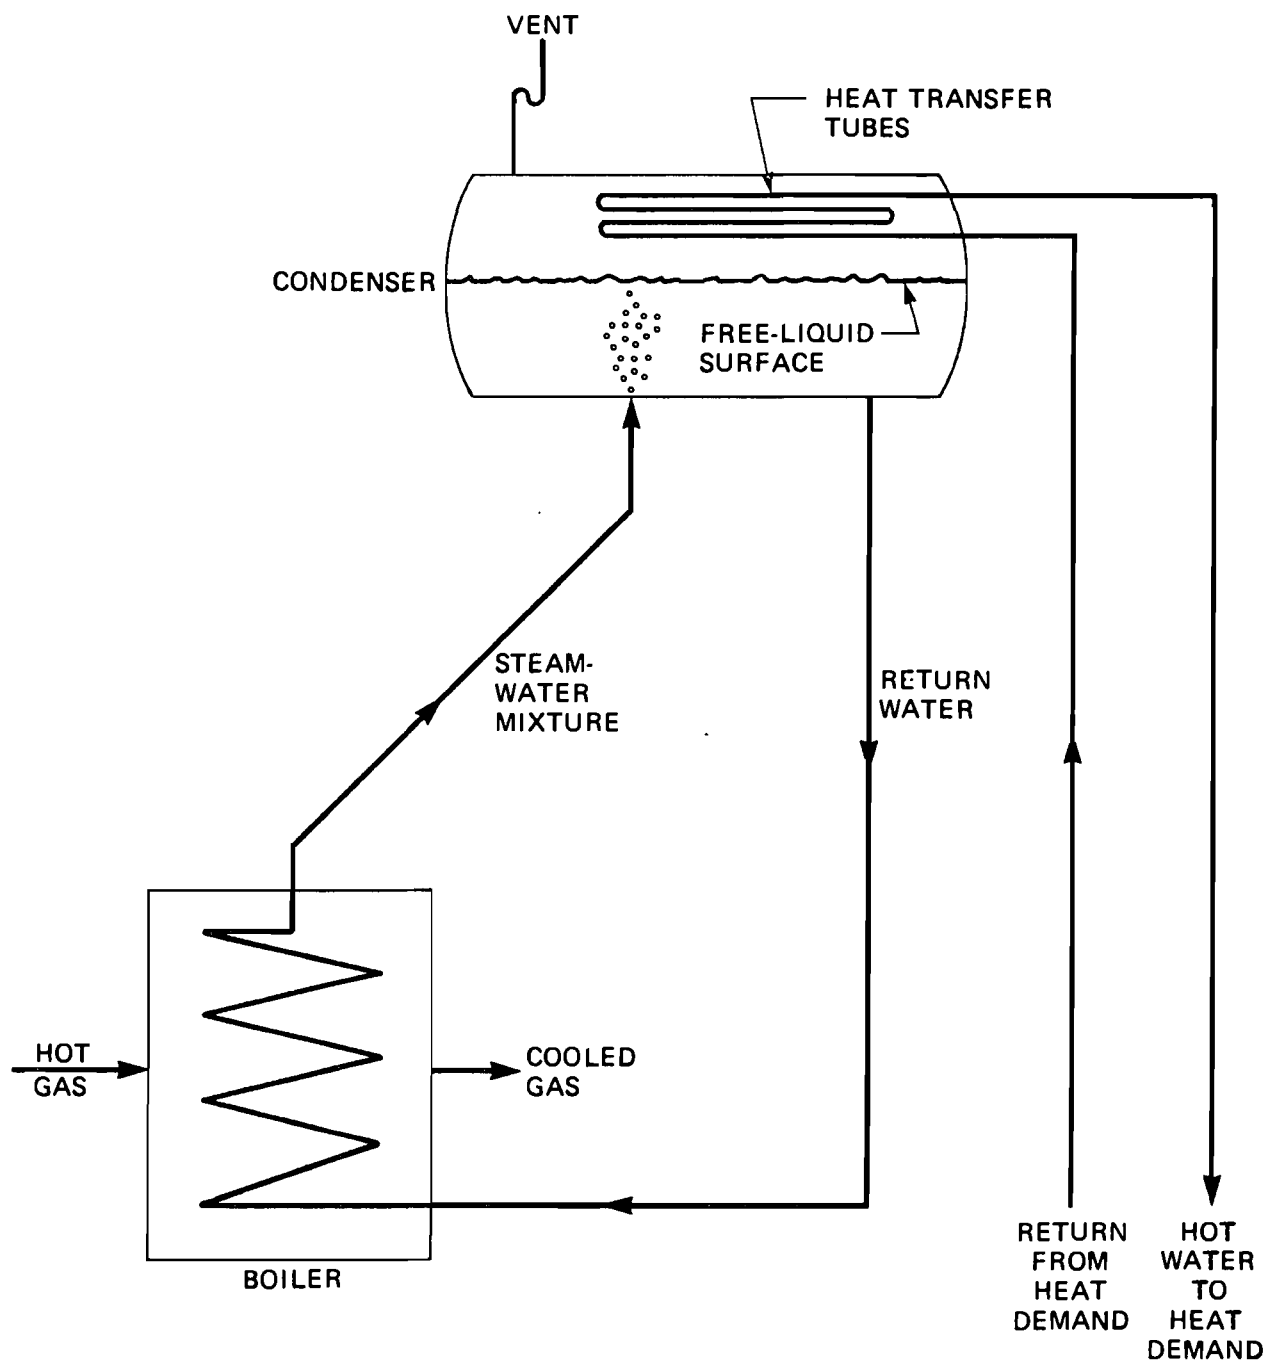 VENT
HEAT TRANSFER
TUBES
CONDENSER
FREE-LIQUID
SURFACE
STEAM-
WATER
MIXTURE
RETURN
WATER
HOT
GAS
COOLED
GAS
BOILER
RETURN
FROM
HEAT
DEMAND
HOT
WATER
TO
HEAT
DEMAND